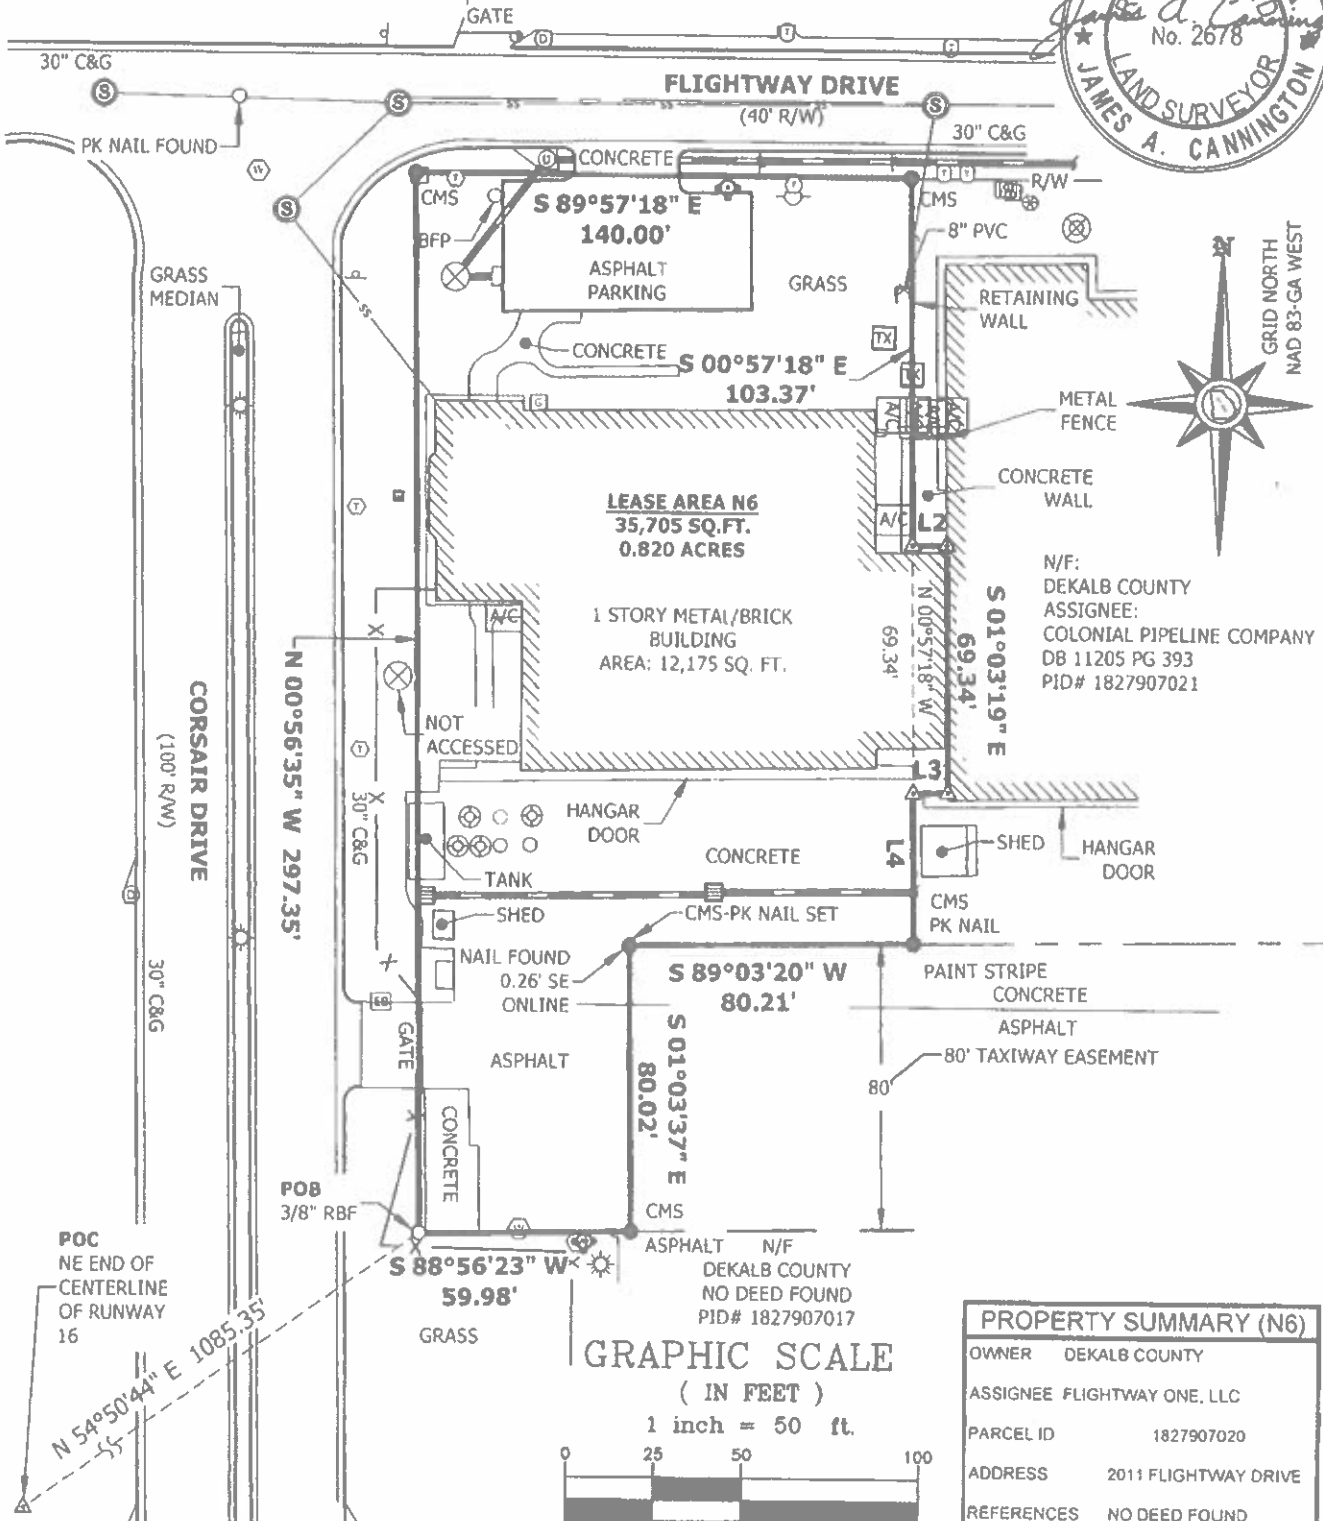 GATE
30" C&G
James A. Cannington
No. 2678
LAND SURVEYOR
JAMES A. CANNINGTON
FLIGHTWAY DRIVE
(40' R/W)
30" C&G
PK NAIL FOUND
CONCRETE
CMS
CMS
R/W
S 89°57'18" E
140.00'
BFP
8" PVC
ASPHALT
PARKING
GRASS
GRASS
MEDIAN
RETAINING
WALL
N
GRID NORTH
NAD 83-GA WEST
TX
CONCRETE
S 00°57'18" E
103.37'
METAL
FENCE
A/C
A/C
CONCRETE
WALL
LEASE AREA N6
35,705 SQ.FT.
0.820 ACRES
A/C
L2
N/F:
DEKALB COUNTY
ASSIGNEE:
COLONIAL PIPELINE COMPANY
DB 11205 PG 393
PID# 1827907021
A/C
1 STORY METAL/BRICK
BUILDING
AREA: 12,175 SQ. FT.
N 00°57'18" W
69.34'
S 01°03'19" E
69.34'
N 00°56'35" W 297.35'
CORSAIR DRIVE
(100' R/W)
NOT
ACCESSED
30" C&G
L3
HANGAR
DOOR
CONCRETE
L4
SHED
HANGAR
DOOR
TANK
SHED
CMS-PK NAIL SET
CMS
PK NAIL
NAIL FOUND
0.26' SE
ONLINE
S 89°03'20" W
80.21'
PAINT STRIPE
CONCRETE
ASPHALT
30" C&G
GATE
ASPHALT
S 01°03'37" E
80.02'
80'
80' TAXIWAY EASEMENT
CONCRETE
POB
3/8" RBF
CMS
POC
NE END OF
CENTERLINE
OF RUNWAY
16
S 88°56'23" W
59.98'
ASPHALT
N/F
DEKALB COUNTY
NO DEED FOUND
PID# 1827907017
GRASS
N 54°50'44" E 1085.35'
GRAPHIC SCALE
( IN FEET )
1 inch = 50 ft.
0 25 50 100
PROPERTY SUMMARY (N6)
OWNER DEKALB COUNTY
ASSIGNEE FLIGHTWAY ONE, LLC
PARCEL ID 1827907020
ADDRESS 2011 FLIGHTWAY DRIVE
REFERENCES NO DEED FOUND